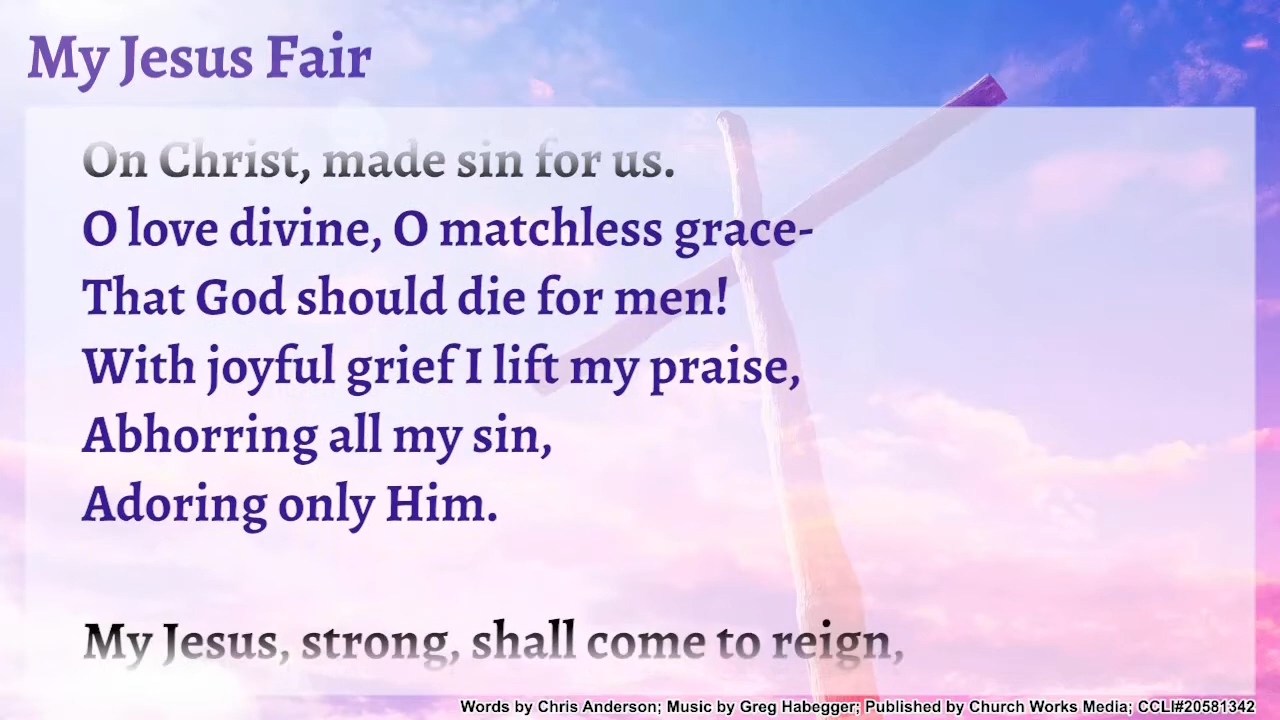 My Jesus Fair
On Christ, made sin for us.
O love divine, O matchless grace-
That God should die for men!
With joyful grief I lift my praise,
Abhorring all my sin,
Adoring only Him.
My Jesus, strong, shall come to reign,
Words by Chris Anderson; Music by Greg Habegger; Published by Church Works Media; CCLI#20581342